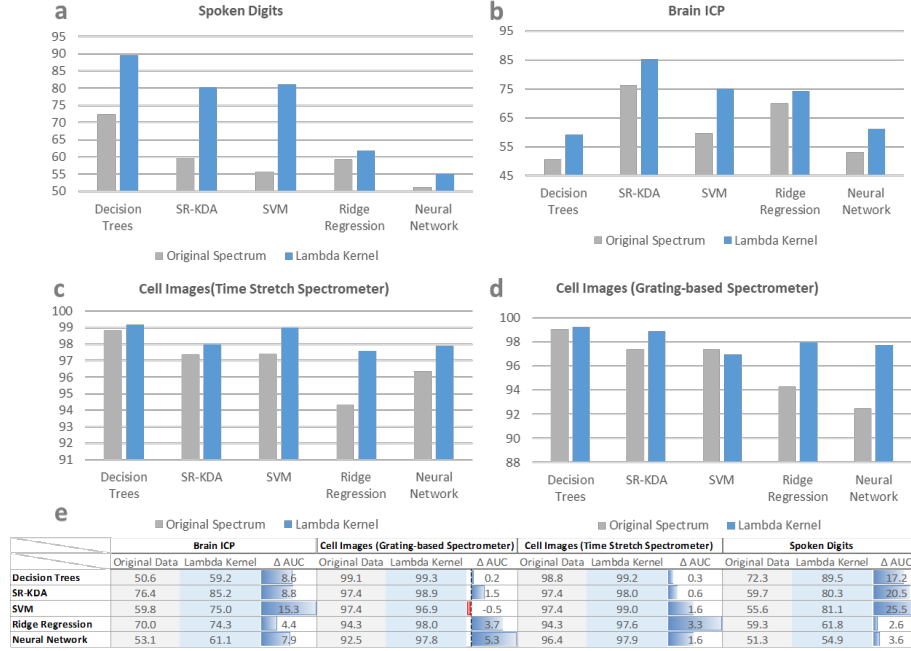 a
Spoken Digits
95
90
85
80
75
70
65
60
55
50
Decision Trees
SR-KDA
SVM
Ridge Regression
Neural Network
Original Spectrum
Lambda Kernel
b
Brain ICP
95
85
75
65
55
45
Decision Trees
SR-KDA
SVM
Ridge Regression
Neural Network
Original Spectrum
Lambda Kernel
c
Cell Images(Time Stretch Spectrometer)
100
99
98
97
96
95
94
93
92
91
Decision Trees
SR-KDA
SVM
Ridge Regression
Neural Network
Original Spectrum
Lambda Kernel
d
Cell Images (Grating-based Spectrometer)
100
98
96
94
92
90
88
Decision Trees
SR-KDA
SVM
Ridge Regression
Neural Network
Original Spectrum
Lambda Kernel
e
Brain ICP Cell Images (Grating-based Spectrometer) Cell Images (Time Stretch Spectrometer) Spoken Digits
Original Data Lambda Kernel Δ AUC Original Data Lambda Kernel Δ AUC Original Data Lambda Kernel Δ AUC Original Data Lambda Kernel Δ AUC
Decision Trees 50.6 59.2 8.6 99.1 99.3 0.2 98.8 99.2 0.3 72.3 89.5 17.2
SR-KDA 76.4 85.2 8.8 97.4 98.9 1.5 97.4 98.0 0.6 59.7 80.3 20.5
SVM 59.8 75.0 15.3 97.4 96.9 -0.5 97.4 99.0 1.6 55.6 81.1 25.5
Ridge Regression 70.0 74.3 4.4 94.3 98.0 3.7 94.3 97.6 3.3 59.3 61.8 2.6
Neural Network 53.1 61.1 7.9 92.5 97.8 5.3 96.4 97.9 1.6 51.3 54.9 3.6